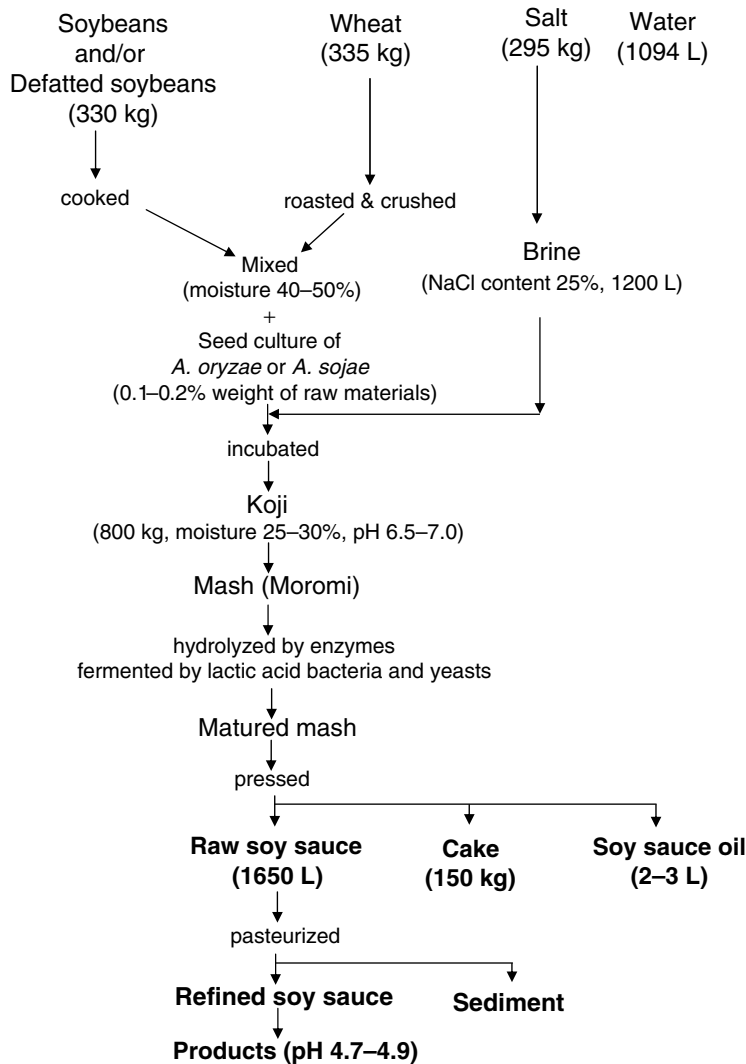 Soybeans
and/or
Defatted soybeans
(330 kg)
Wheat
(335 kg)
Salt
(295 kg)
Water
(1094 L)
cooked
roasted & crushed
Mixed
(moisture 40–50%)
+
Seed culture of
A. oryzae or A. sojae
(0.1–0.2% weight of raw materials)
Brine
(NaCl content 25%, 1200 L)
incubated
Koji
(800 kg, moisture 25–30%, pH 6.5–7.0)
Mash (Moromi)
hydrolyzed by enzymes
fermented by lactic acid bacteria and yeasts
Matured mash
pressed
Raw soy sauce
(1650 L)
Cake
(150 kg)
Soy sauce oil
(2–3 L)
pasteurized
Refined soy sauce
Sediment
Products (pH 4.7–4.9)